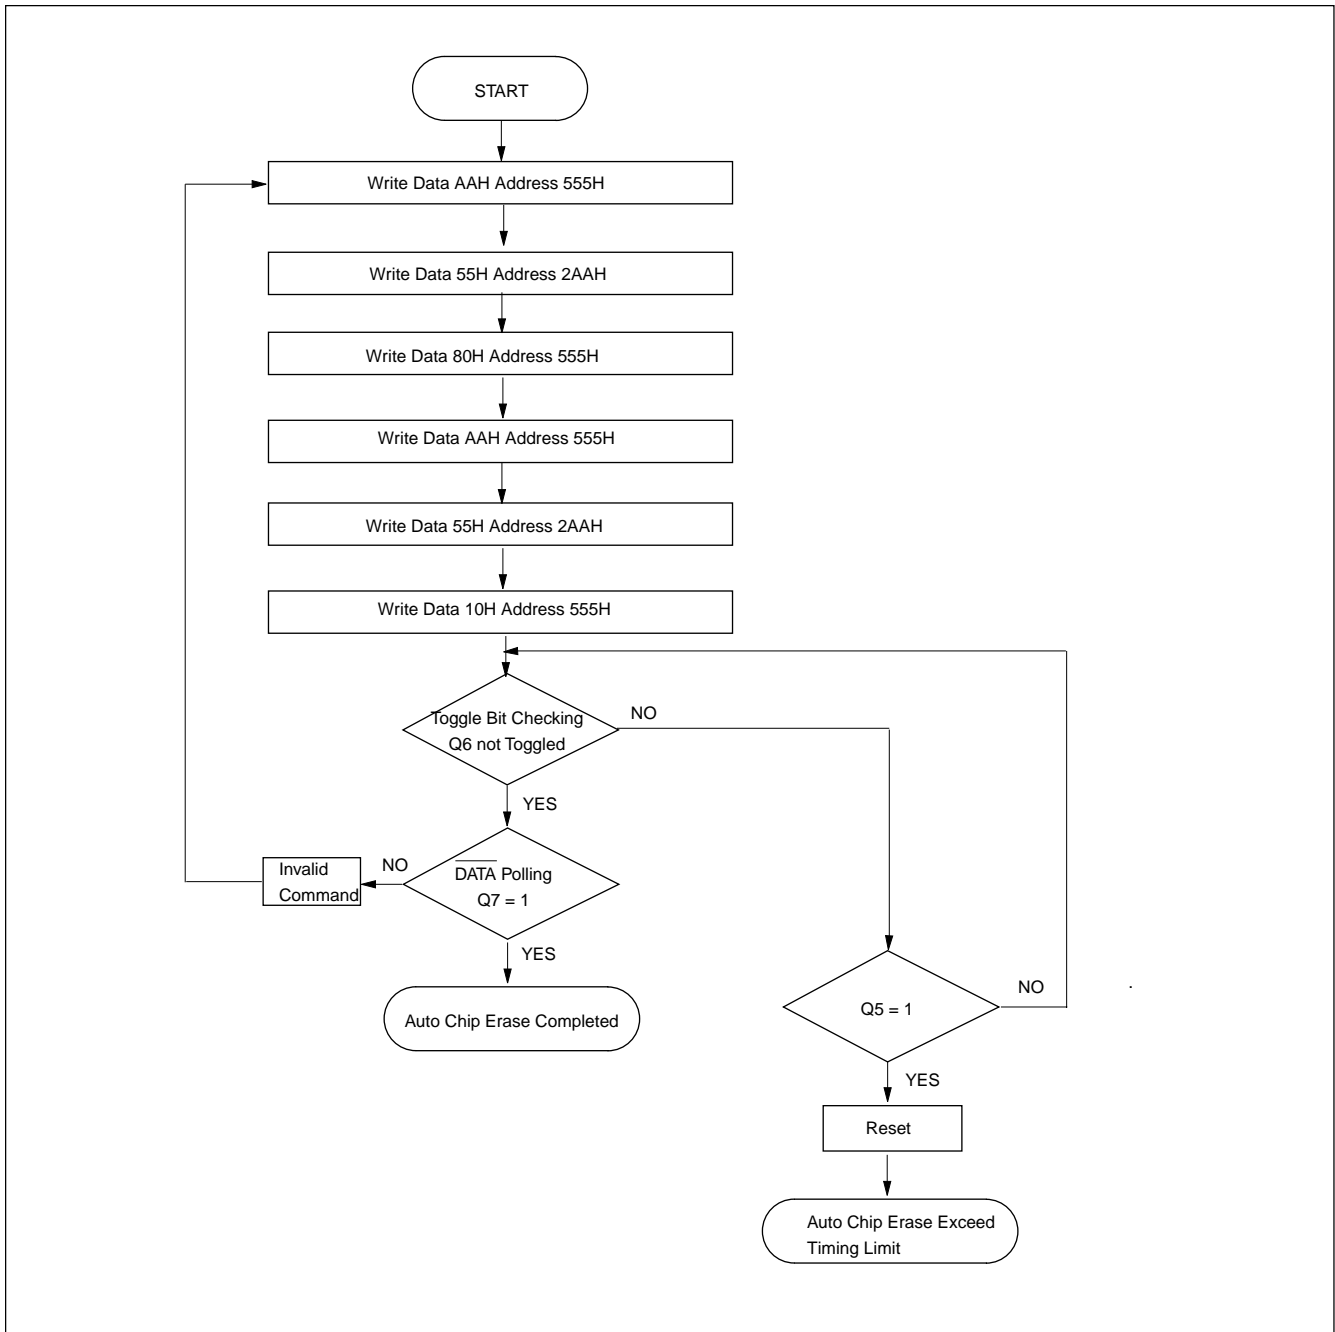 START
Write Data AAH Address 555H
Write Data 55H Address 2AAH
Write Data 80H Address 555H
Write Data AAH Address 555H
Write Data 55H Address 2AAH
Write Data 10H Address 555H
Toggle Bit Checking
Q6 not Toggled
NO
YES
Invalid
Command
NO
DATA Polling
Q7 = 1
YES
Auto Chip Erase Completed
Q5 = 1
NO
.
YES
Reset
Auto Chip Erase Exceed
Timing Limit